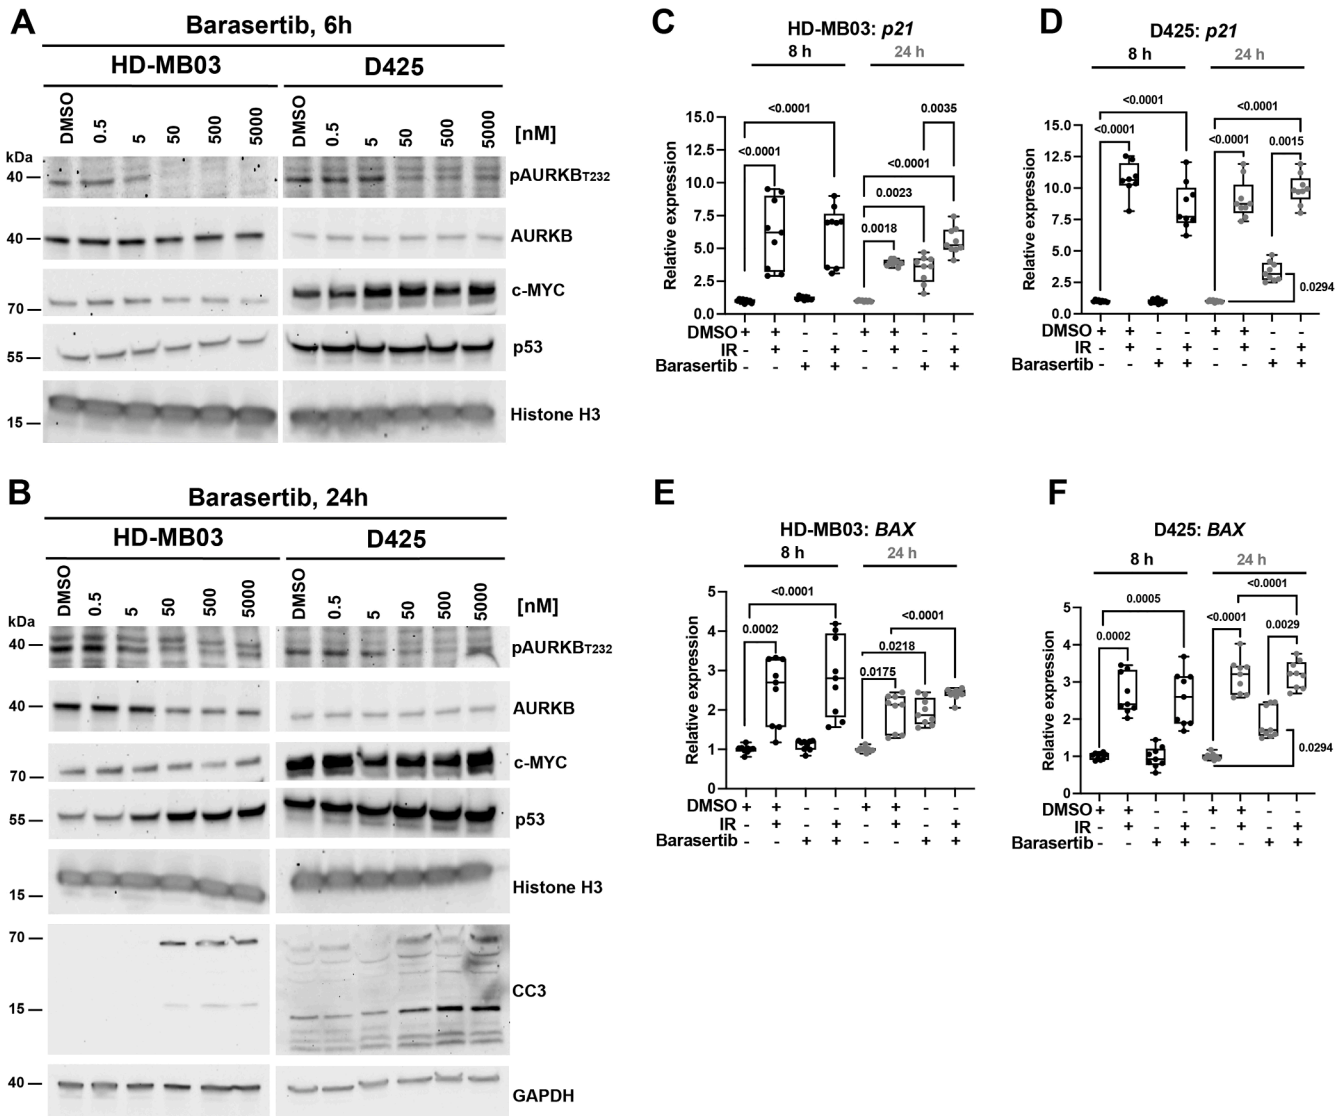 A
Barasertib, 6h
HD-MB03 D425
DMSO 0.5 5 50 500 5000 DMSO 0.5 5 50 500 5000 [nM]
kDa
40 pAURKBT232
40 AURKB
c-MYC
70
p53
55
Histone H3
15
B
Barasertib, 24h
HD-MB03 D425
DMSO 0.5 5 50 500 5000 DMSO 0.5 5 50 500 5000 [nM]
kDa
40 pAURKBT232
40 AURKB
c-MYC
70
55 p53
Histone H3
15
70
CC3
15
40
GAPDH
C
HD-MB03: p21
8 h 24 h
<0.0001 0.0035
<0.0001 <0.0001
0.0023
0.0018
Relative expression
15.0
12.5
10.0
7.5
5.0
2.5
0.0
DMSO + + - - + + - -
IR - + - + - + - +
Barasertib - - + + - - + +
D
D425: p21
8 h 24 h
<0.0001 <0.0001
<0.0001 <0.0001 0.0015
0.0294
Relative expression
15.0
12.5
10.0
7.5
5.0
2.5
0.0
DMSO + + - - + + - -
IR - + - + - + - +
Barasertib - - + + - - + +
E
HD-MB03: BAX
8 h 24 h
<0.0001 <0.0001
0.0002 0.0218
0.0175
Relative expression
5
4
3
2
1
0
DMSO + + - - + + - -
IR - + - + - + - +
Barasertib - - + + - - + +
F
D425: BAX
8 h 24 h
<0.0001
0.0005 <0.0001 0.0029
0.0002
0.0294
Relative expression
5
4
3
2
1
0
DMSO + + - - + + - -
IR - + - + - + - +
Barasertib - - + + - - + +